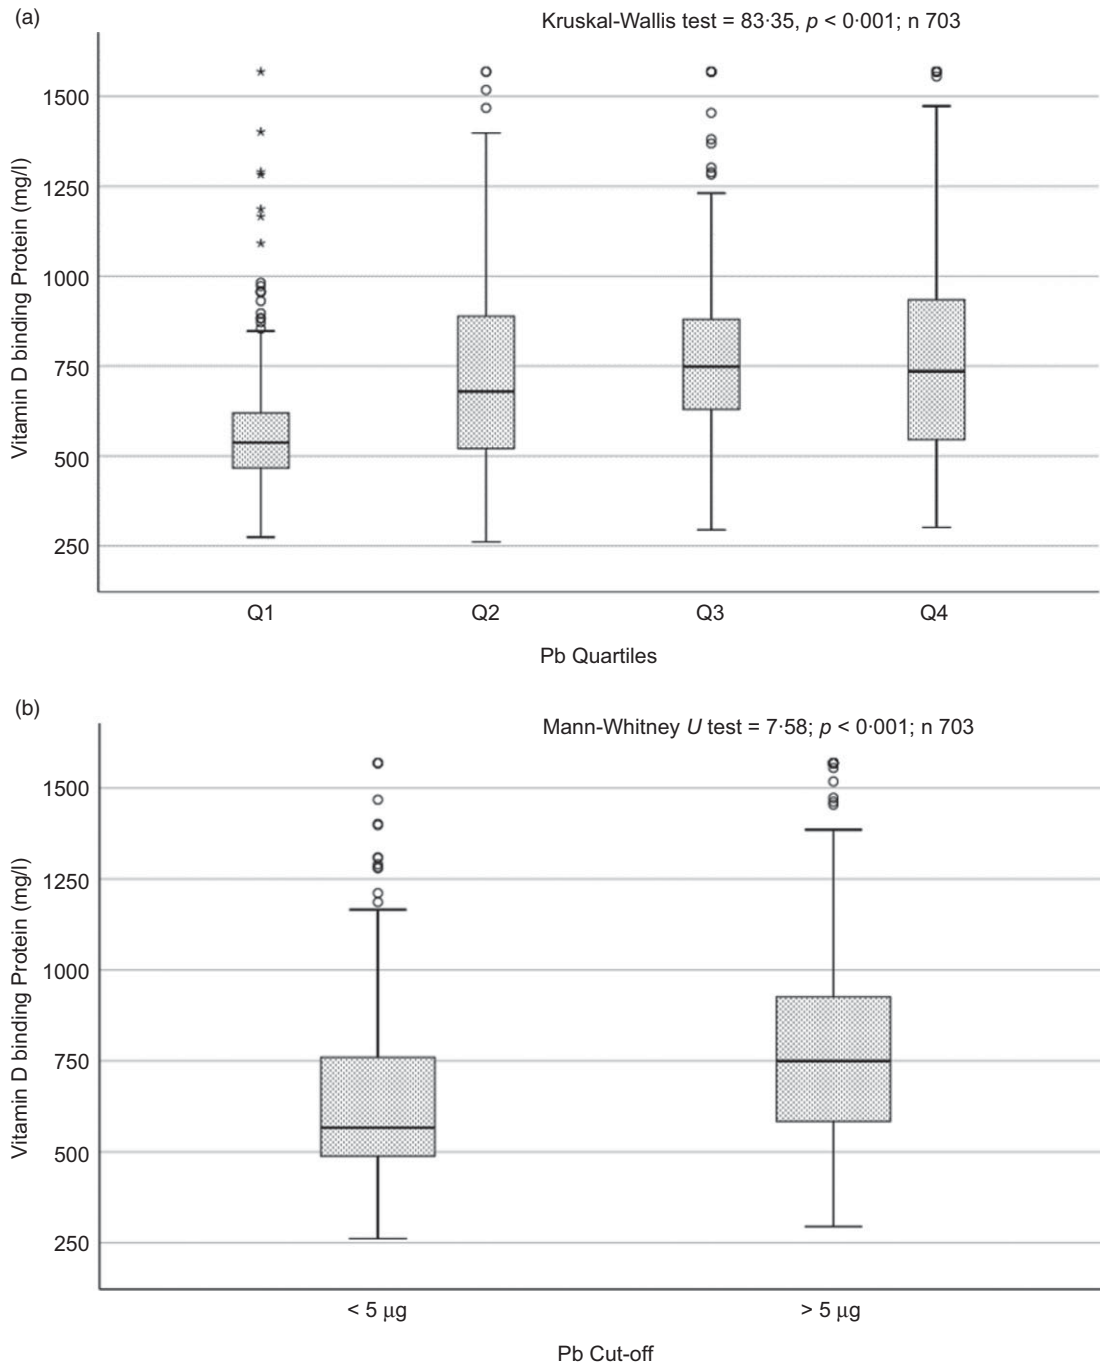 (a)
Kruskal-Wallis test = 83·35, p < 0·001; n 703
Vitamin D binding Protein (mg/l)
1500
1250
1000
750
500
250
Q1 Q2 Q3 Q4
Pb Quartiles
(b)
Mann-Whitney U test = 7·58; p < 0·001; n 703
Vitamin D binding Protein (mg/l)
1500
1250
1000
750
500
250
< 5 μg > 5 μg
Pb Cut-off